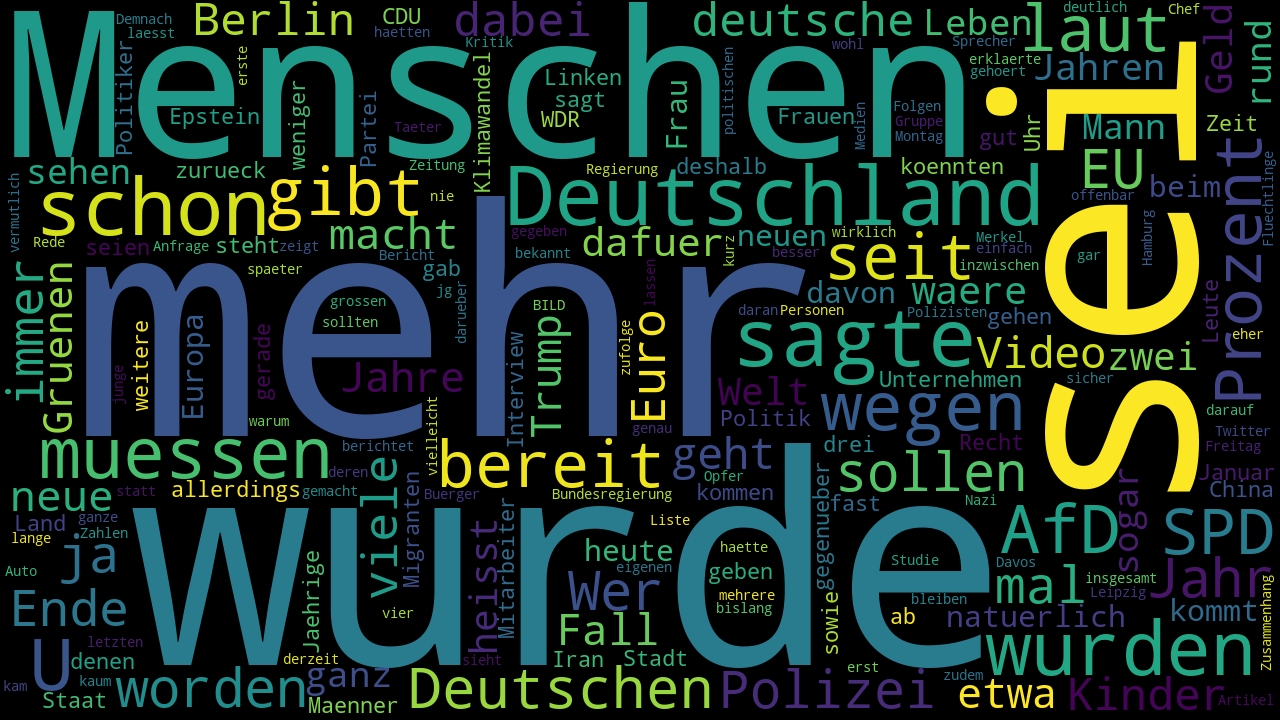 Menschen
mehr
wurde
sei
Deutschland
schon
gibt
muessen
bereit
sagte
wegen
sollen
wurden
worden
Deutschen
Polizei
Kinder
Prozent
SPD
AfD
Jahr
mal
etwa
seit
laut
Berlin
CDU
dabei
deutsche
Leben
Jahren
Geld
rund
Demnach
laesst
haetten
Kritik
Sprecher
deutlich
Chef
erklaerte
gehoert
wohl
erste
Politiker
Epstein
weniger
Linken
sagt
WDR
Partei
Taeter
Klimawandel
Frau
politischen
Frauen
Medien
Folgen
Gruppe
Montag
gut
Uhr
Mann
EU
Zeit
beim
koennten
deshalb
Regierung
Zeitung
nie
zurueck
sehen
vermutlich
Rede
seien
Anfrage
steht
zeigt
macht
Bericht
gab
jg
darueber
gegeben
bekannt
dafuer
lassen
kurz
neuen
wirklich
besser
Merkel
einfach
inzwischen
offenbar
gar
Hamburg
Fluechtlinge
waere
davon
daran
Personen
Polizisten
gehen
Leute
eher
spaeter
grossen
sollten
BILD
Trump
zufolge
Euro
Interview
immer
Gruenen
junge
weitere
Europa
gerade
Jahre
warum
Welt
Politik
genau
Unternehmen
Video
zwei
sicher
darauf
Twitter
Freitag
Januar
China
Recht
drei
fast
gegenueber
geht
kommen
Opfer
Nazi
sogar
berichtet
vielleicht
deren
Buerger
Bundesregierung
neue
statt
allerdings
gemacht
viele
Migranten
Mitarbeiter
heisst
Liste
Land
ganze
lange
Zahlen
ja
Auto
Ende
U
letzten
denen
kaum
kam
Staat
Jaehrige
vier
derzeit
ganz
Maenner
sieht
heute
eigenen
Wer
geben
haette
mehrere
bislang
Fall
Iran
Stadt
sowie
erst
Studie
bleiben
ab
zudem
Davos
insgesamt
Leipzig
natuerlich
kommt
Zusammenhang
Artikel